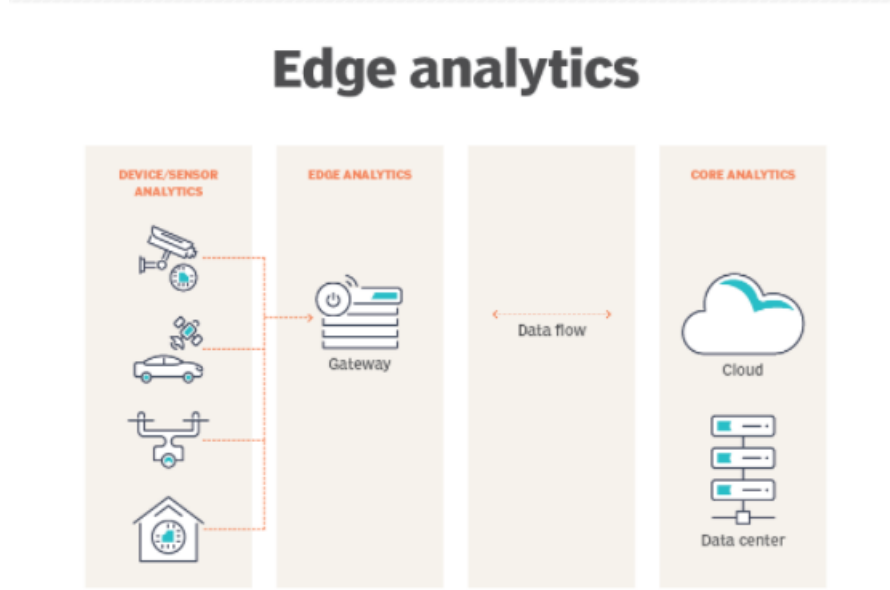 Edge analytics
DEVICE/SENSOR
ANALYTICS
EDGE ANALYTICS
CORE ANALYTICS
Gateway
Data flow
Cloud
Data center